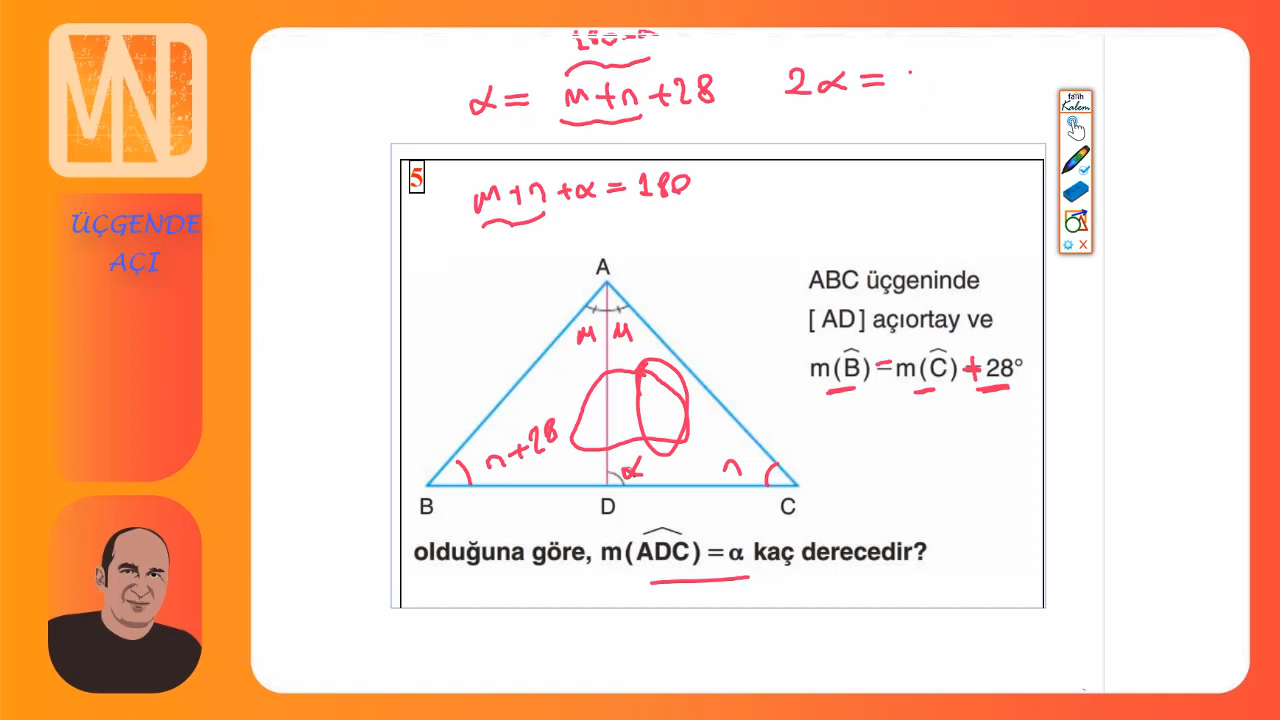 α = m+n+28
2α =
ÜÇGENDE
AÇI
5
m+n+α=180
A
m m
n+28
α
n
B
D
C
ABC üçgeninde
[AD] açıortay ve
m(B) = m(C) + 28°
olduğuna göre, m(ADC) = α kaç derecedir?
fatih
Kalem